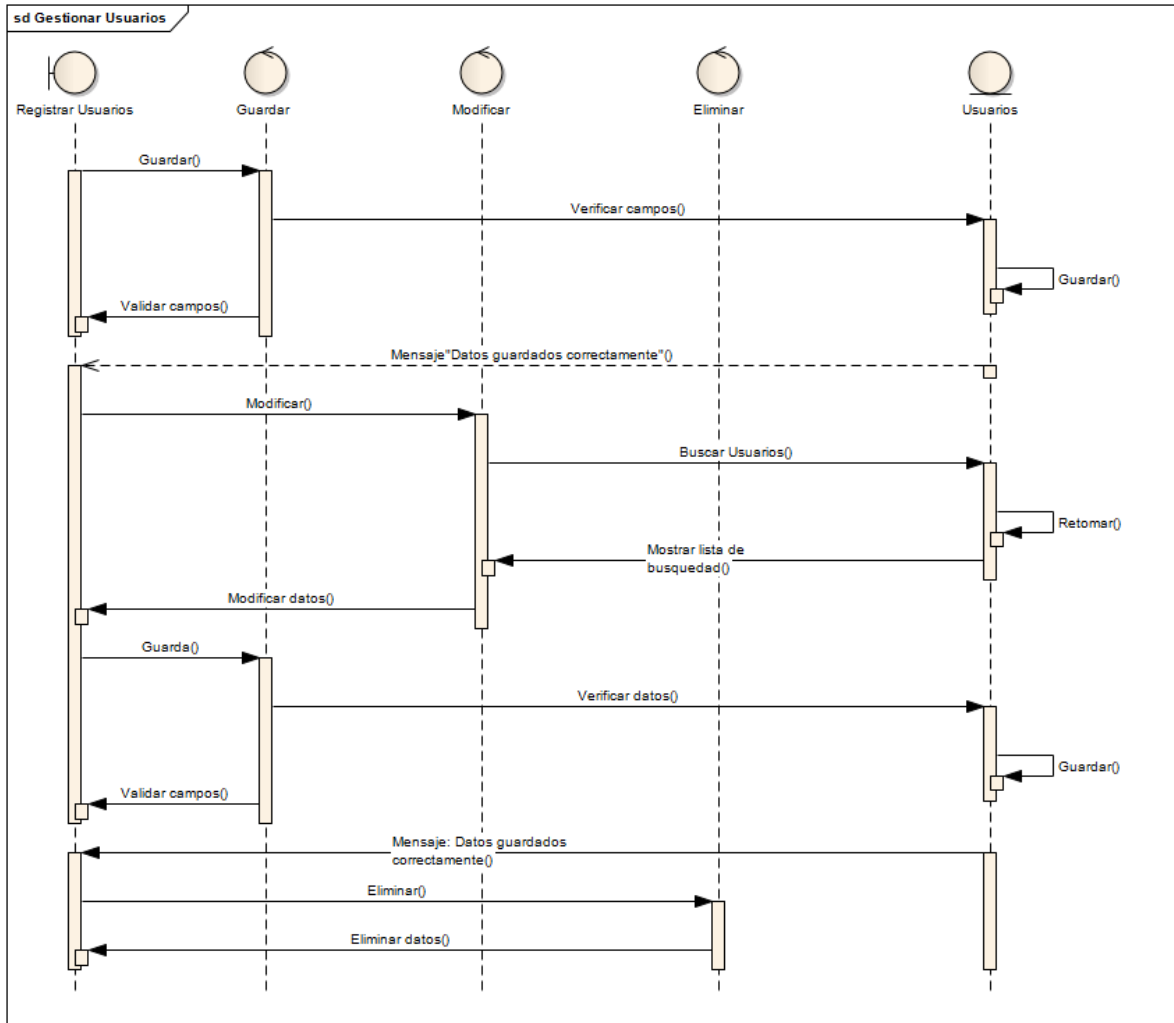 sd Gestionar Usuarios
Registrar Usuarios
Guardar
Modificar
Eliminar
Usuarios
Guardar()
Verificar campos()
Guardar()
Validar campos()
Mensaje"Datos guardados correctamente"()
Modificar()
Buscar Usuarios()
Retomar()
Mostrar lista de
busquedad()
Modificar datos()
Guarda()
Verificar datos()
Guardar()
Validar campos()
Mensaje: Datos guardados
correctamente()
Eliminar()
Eliminar datos()